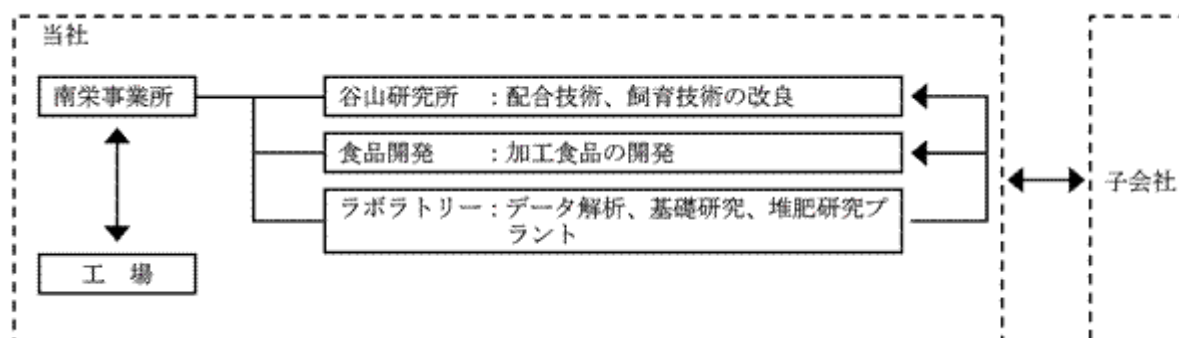 当社
南栄事業所
谷山研究所　：配合技術、飼育技術の改良
食品開発　　：加工食品の開発
ラボラトリー：データ解析、基礎研究、堆肥研究プ
ラント
子会社
工　場